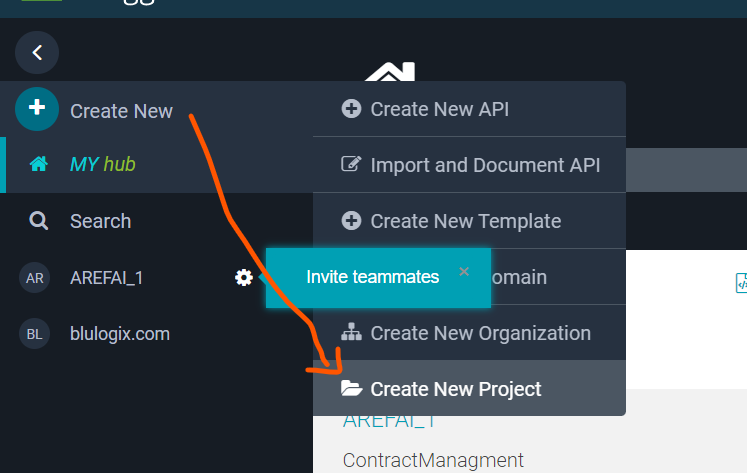 Create New
MY hub
Search
AR AREFAI_1
BL blulogix.com
Create New API
Import and Document API
Create New Template
Invite teammates ×
omain
Create New Organization
Create New Project
AREFAI_1
ContractManagment